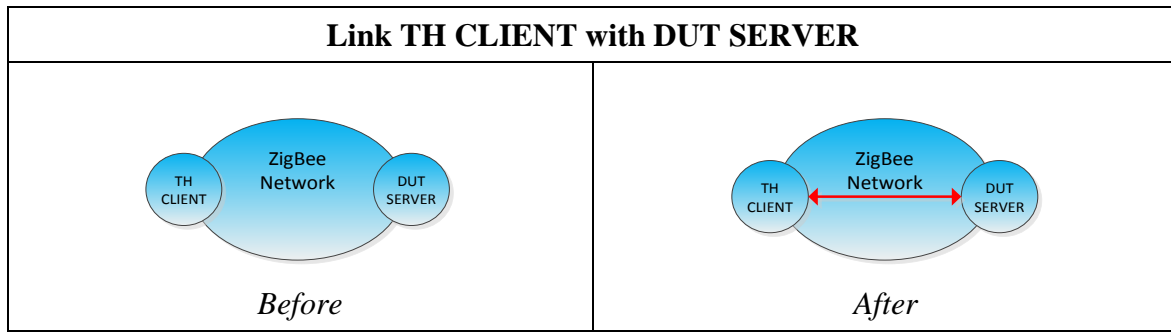 Link TH CLIENT with DUT SERVER
ZigBee
Network
TH
CLIENT
DUT
SERVER
Before
ZigBee
Network
TH
CLIENT
DUT
SERVER
After